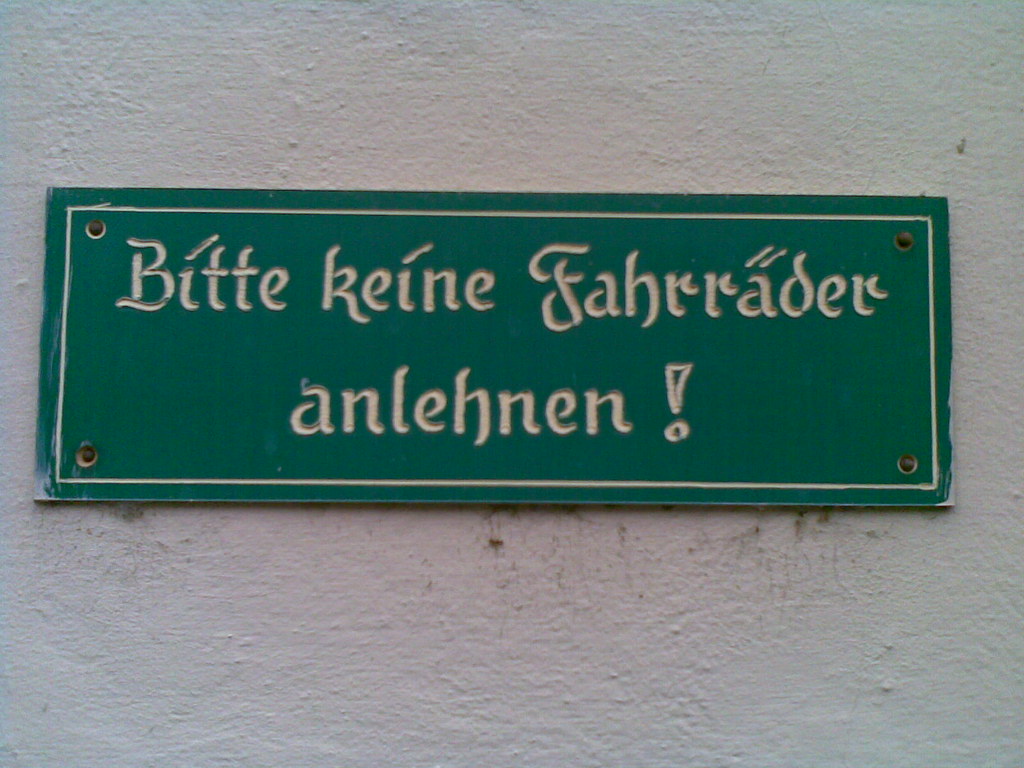 Bitte keine Fahrräder
anlehnen !